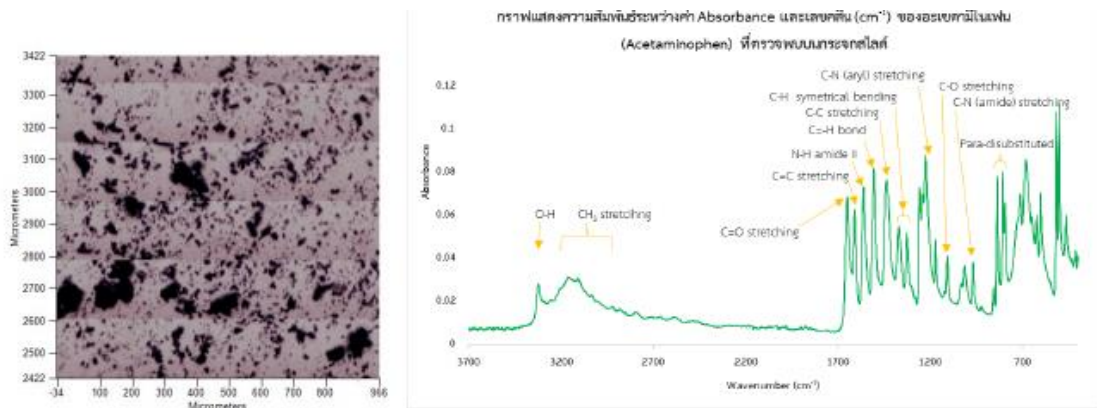 3422
3300
3200
3100
3000
2900
2800
2700
2600
2500
2422
Micrometers
-34 100 200 300 400 500 600 700 800 966
Micrometers
กราฟแสดงความสัมพันธ์ระหว่างค่า Absorbance และเลขคลื่น (cm⁻¹) ของอะเซตามิโนเฟน
(Acetaminophen) ที่ตรวจพบบนกระจกสไลด์
C-N (aryl) stretching
C-O stretching
C-H symetrical bending
C-N (amide) stretching
C-C stretching
C=-H bond
Para-disubstituted
N-H amide II
C=C stretching
O-H
CH₃ stretclhng
C=O stretching
0.12
0.1
0.08
0.06
0.04
0.02
0
Absorbance
3700 3200 2700 2200 1700 1200 700
Wavenumber (cm⁻¹)